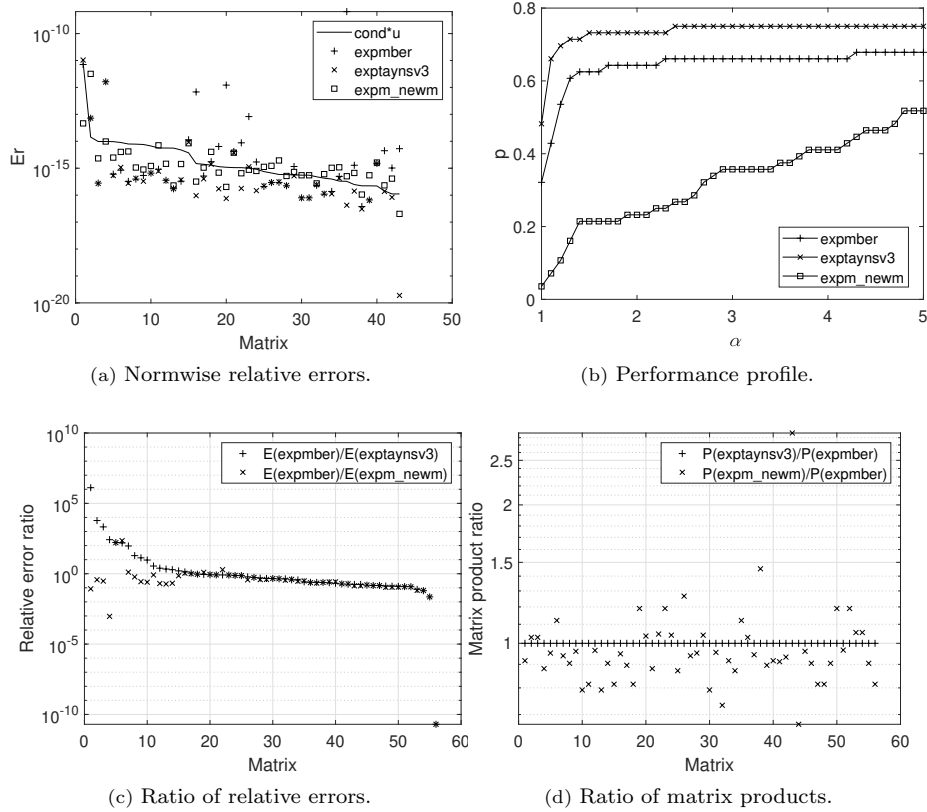 10^-10
10^-15
10^-20
Er
0 10 20 30 40 50
Matrix
cond*u
expmber
exptaynsv3
expm_newm
(a) Normwise relative errors.
0.8
0.6
0.4
0.2
0
p
1 2 3 4 5
α
expmber
exptaynsv3
expm_newm
(b) Performance profile.
10^10
10^5
10^0
10^-5
10^-10
Relative error ratio
0 10 20 30 40 50 60
Matrix
E(expmber)/E(exptaynsv3)
E(expmber)/E(expm_newm)
(c) Ratio of relative errors.
2.5
2
1.5
1
Matrix product ratio
0 10 20 30 40 50 60
Matrix
P(exptaynsv3)/P(expmber)
P(expm_newm)/P(expmber)
(d) Ratio of matrix products.